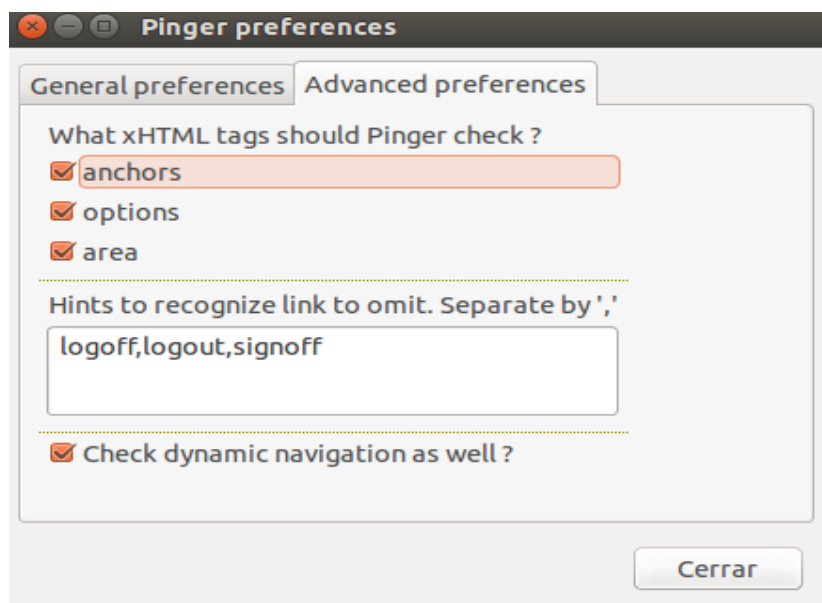 Pinger preferences
General preferences Advanced preferences
What xHTML tags should Pinger check ?
anchors
options
area
Hints to recognize link to omit. Separate by ','
logoff,logout,signoff
Check dynamic navigation as well ?
Cerrar